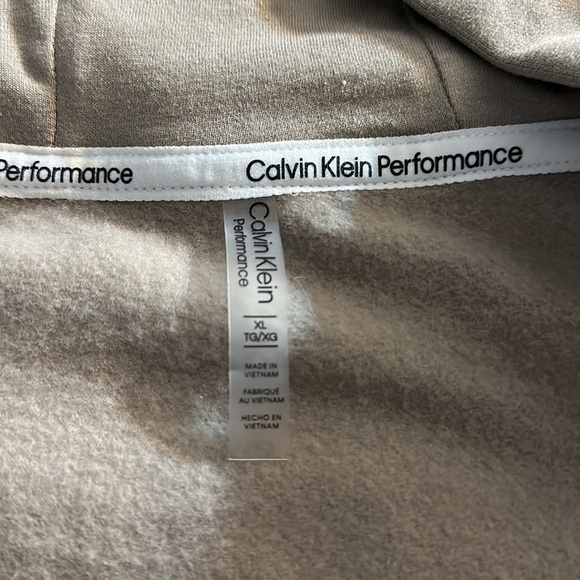 Performance Calvin Klein Performance
Calvin Klein
Performance
XL
TG/XG
MADE IN
VIETNAM
FABRIQUÉ
AU VIETNAM
HECHO EN
VIETNAM